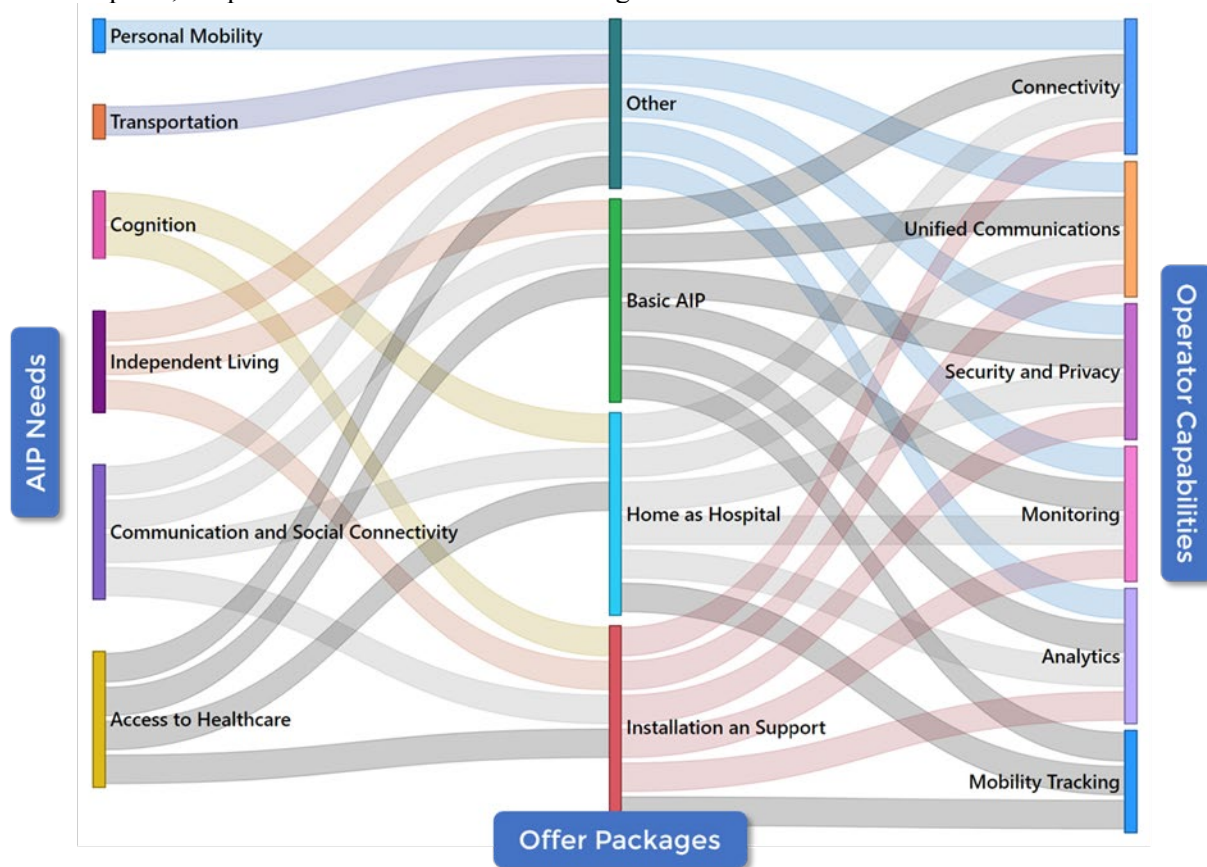 Personal Mobility
Transportation
Cognition
Independent Living
Communication and Social Connectivity
Access to Healthcare
AIP Needs
Other
Basic AIP
Home as Hospital
Installation an Support
Offer Packages
Connectivity
Unified Communications
Security and Privacy
Monitoring
Analytics
Mobility Tracking
Operator Capabilities